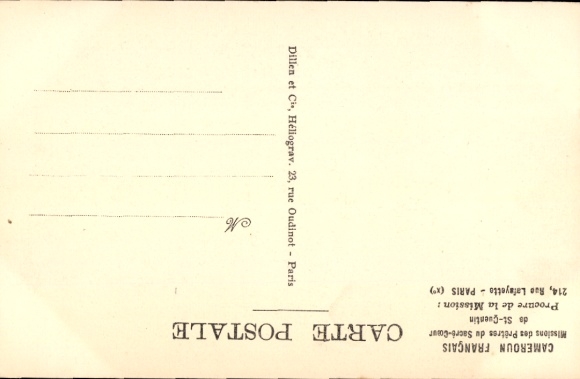 CAMEROUN FRANÇAIS
Missions des Prêtres du Sacré-Cœur
de St-Quentin
Procure de la Mission :
214, Rue Lafayette - PARIS (Xᵉ)
CARTE POSTALE
M
Dillen et Cⁱᵉ, Héliograv. 23, rue Oudinot - Paris